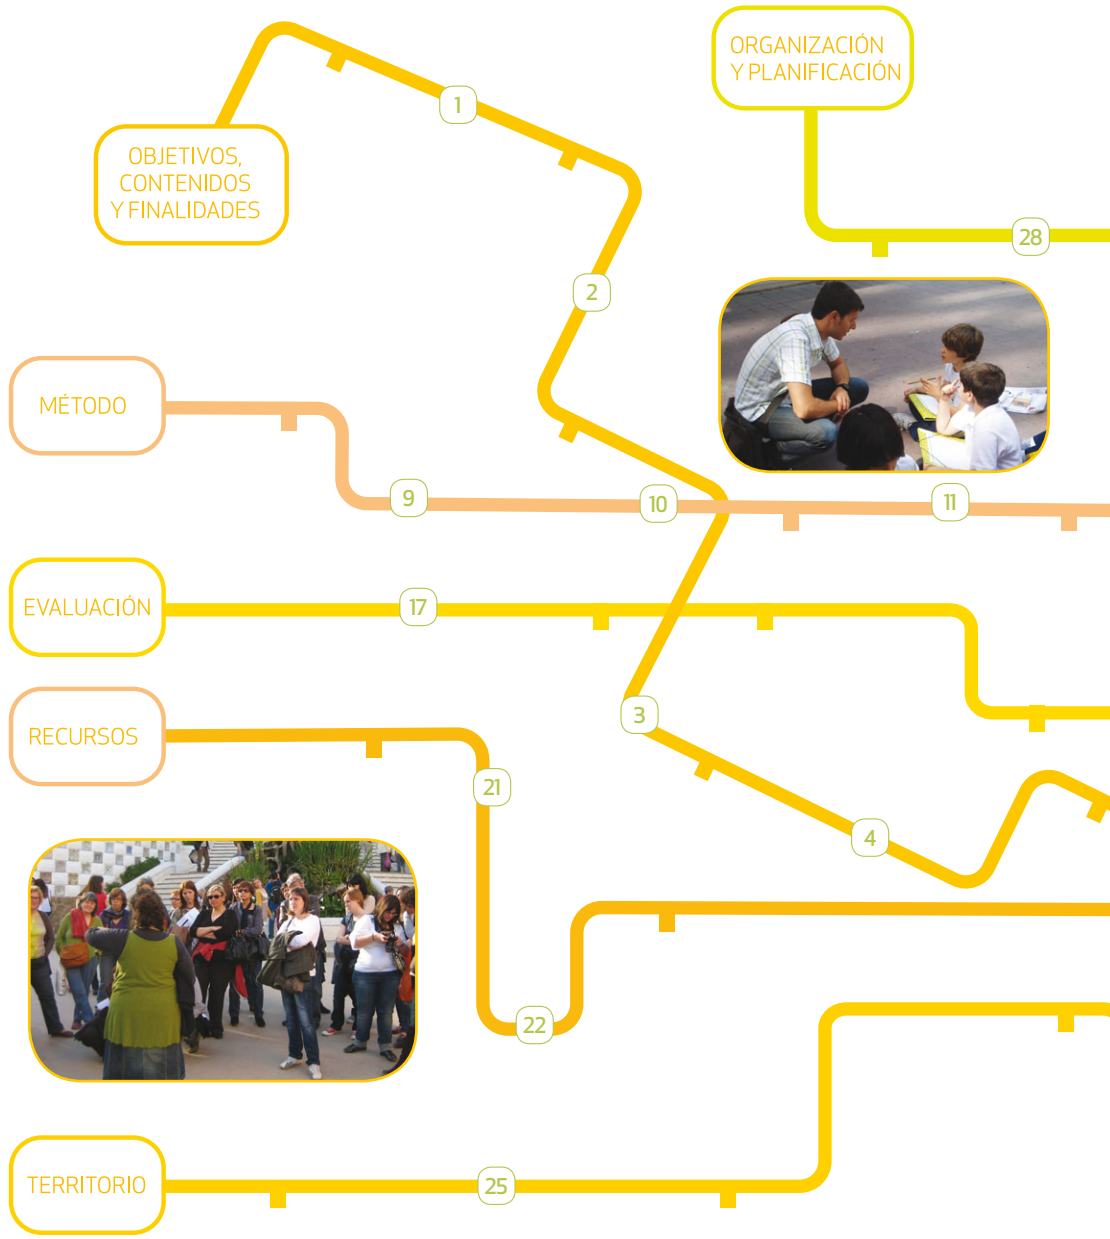 ORGANIZACIÓN
Y PLANIFICACIÓN
1
OBJETIVOS,
CONTENIDOS
Y FINALIDADES
28
2
MÉTODO
9
10
11
EVALUACIÓN
17
3
RECURSOS
21
4
22
TERRITORIO
25